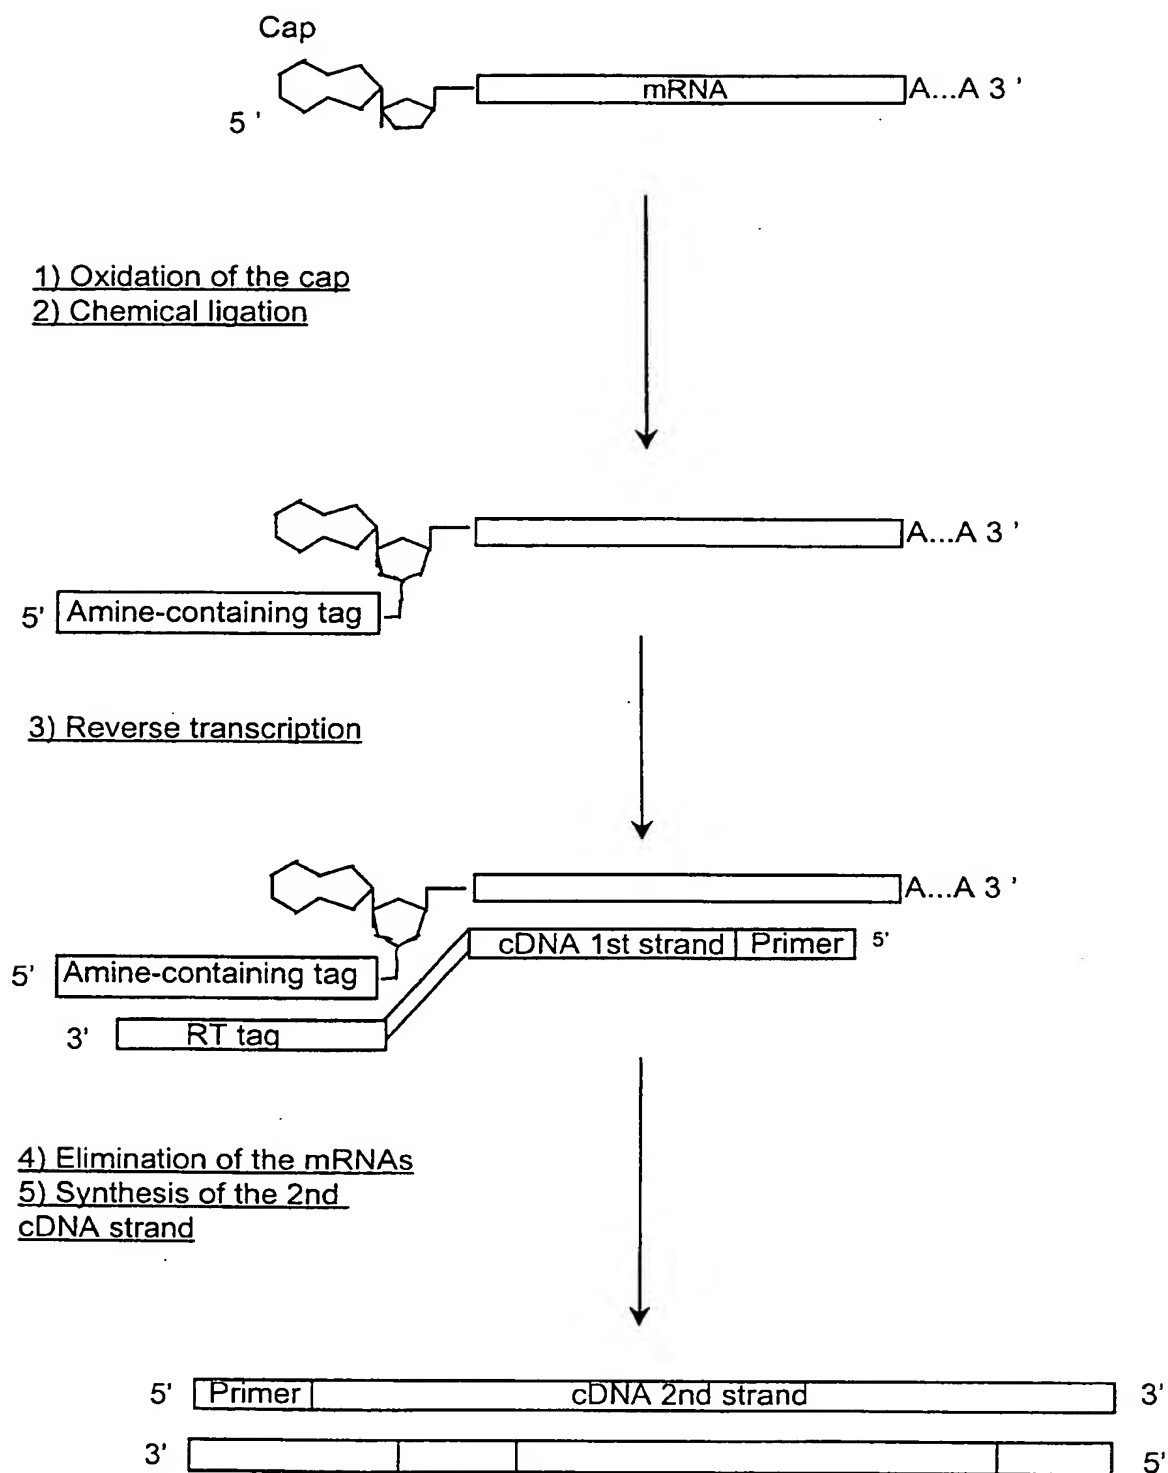 Cap
mRNA
A...A 3 '
5 '
1) Oxidation of the cap
2) Chemical ligation
A...A 3 '
5' Amine-containing tag
3) Reverse transcription
A...A 3 '
cDNA 1st strand Primer 5'
5' Amine-containing tag
3' RT tag
4) Elimination of the mRNAs
5) Synthesis of the 2nd
cDNA strand
5' Primer cDNA 2nd strand 3'
3' 5'